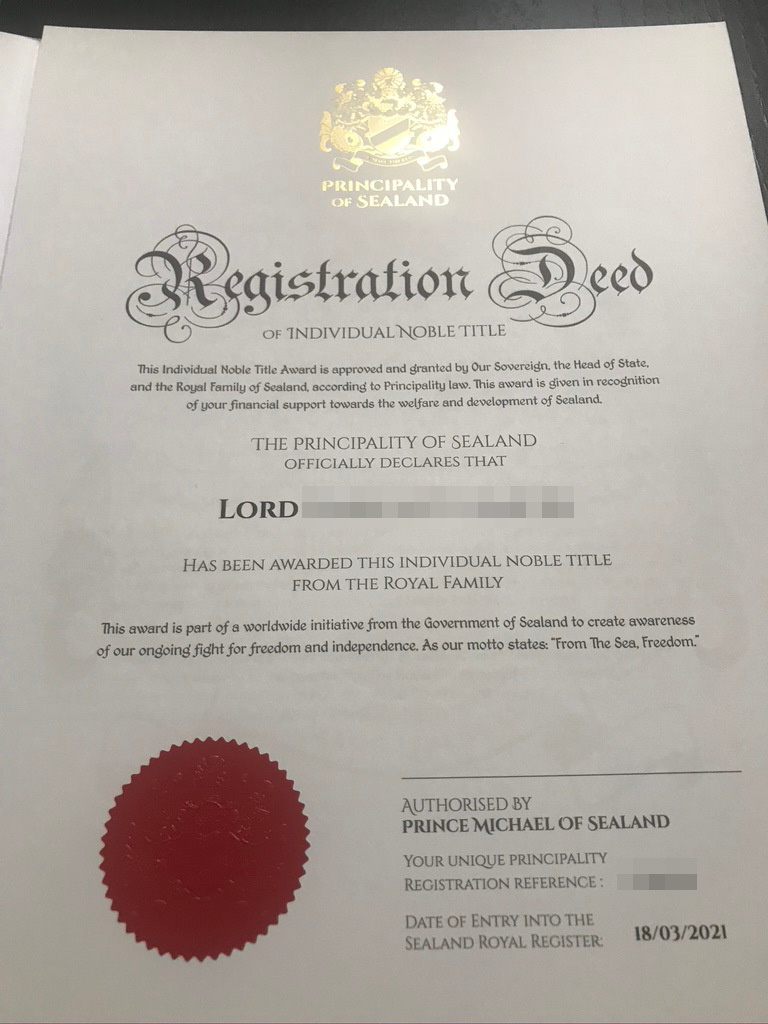 PRINCIPALITY
OF SEALAND
Registration Deed
OF INDIVIDUAL NOBLE TITLE
This Individual Noble Title Award is approved and granted by Our Sovereign, the Head of State,
and the Royal Family of Sealand, according to Principality law. This award is given in recognition
of your financial support towards the welfare and development of Sealand.
THE PRINCIPALITY OF SEALAND
OFFICIALLY DECLARES THAT
LORD
HAS BEEN AWARDED THIS INDIVIDUAL NOBLE TITLE
FROM THE ROYAL FAMILY
This award is part of a worldwide initiative from the Government of Sealand to create awareness
of our ongoing fight for freedom and independence. As our motto states: "From The Sea, Freedom."
AUTHORISED BY
PRINCE MICHAEL OF SEALAND
YOUR UNIQUE PRINCIPALITY
REGISTRATION REFERENCE :
DATE OF ENTRY INTO THE
SEALAND ROYAL REGISTER: 18/03/2021